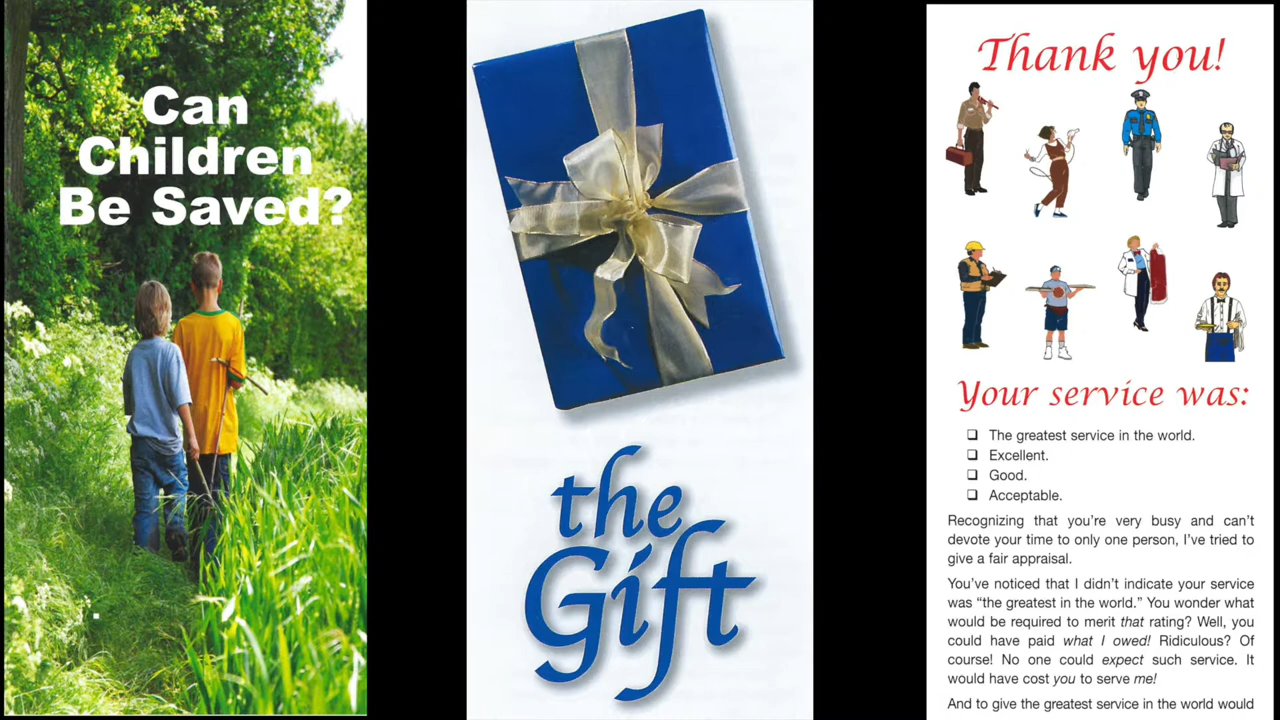 Can
Children
Be Saved?
the
Gift
Thank you!
Your service was:
❑ The greatest service in the world.
❑ Excellent.
❑ Good.
❑ Acceptable.
Recognizing that you’re very busy and can’t
devote your time to only one person, I’ve tried to
give a fair appraisal.
You’ve noticed that I didn’t indicate your service
was “the greatest in the world.” You wonder what
would be required to merit that rating? Well, you
could have paid what I owed! Ridiculous? Of
course! No one could expect such service. It
would have cost you to serve me!
And to give the greatest service in the world would